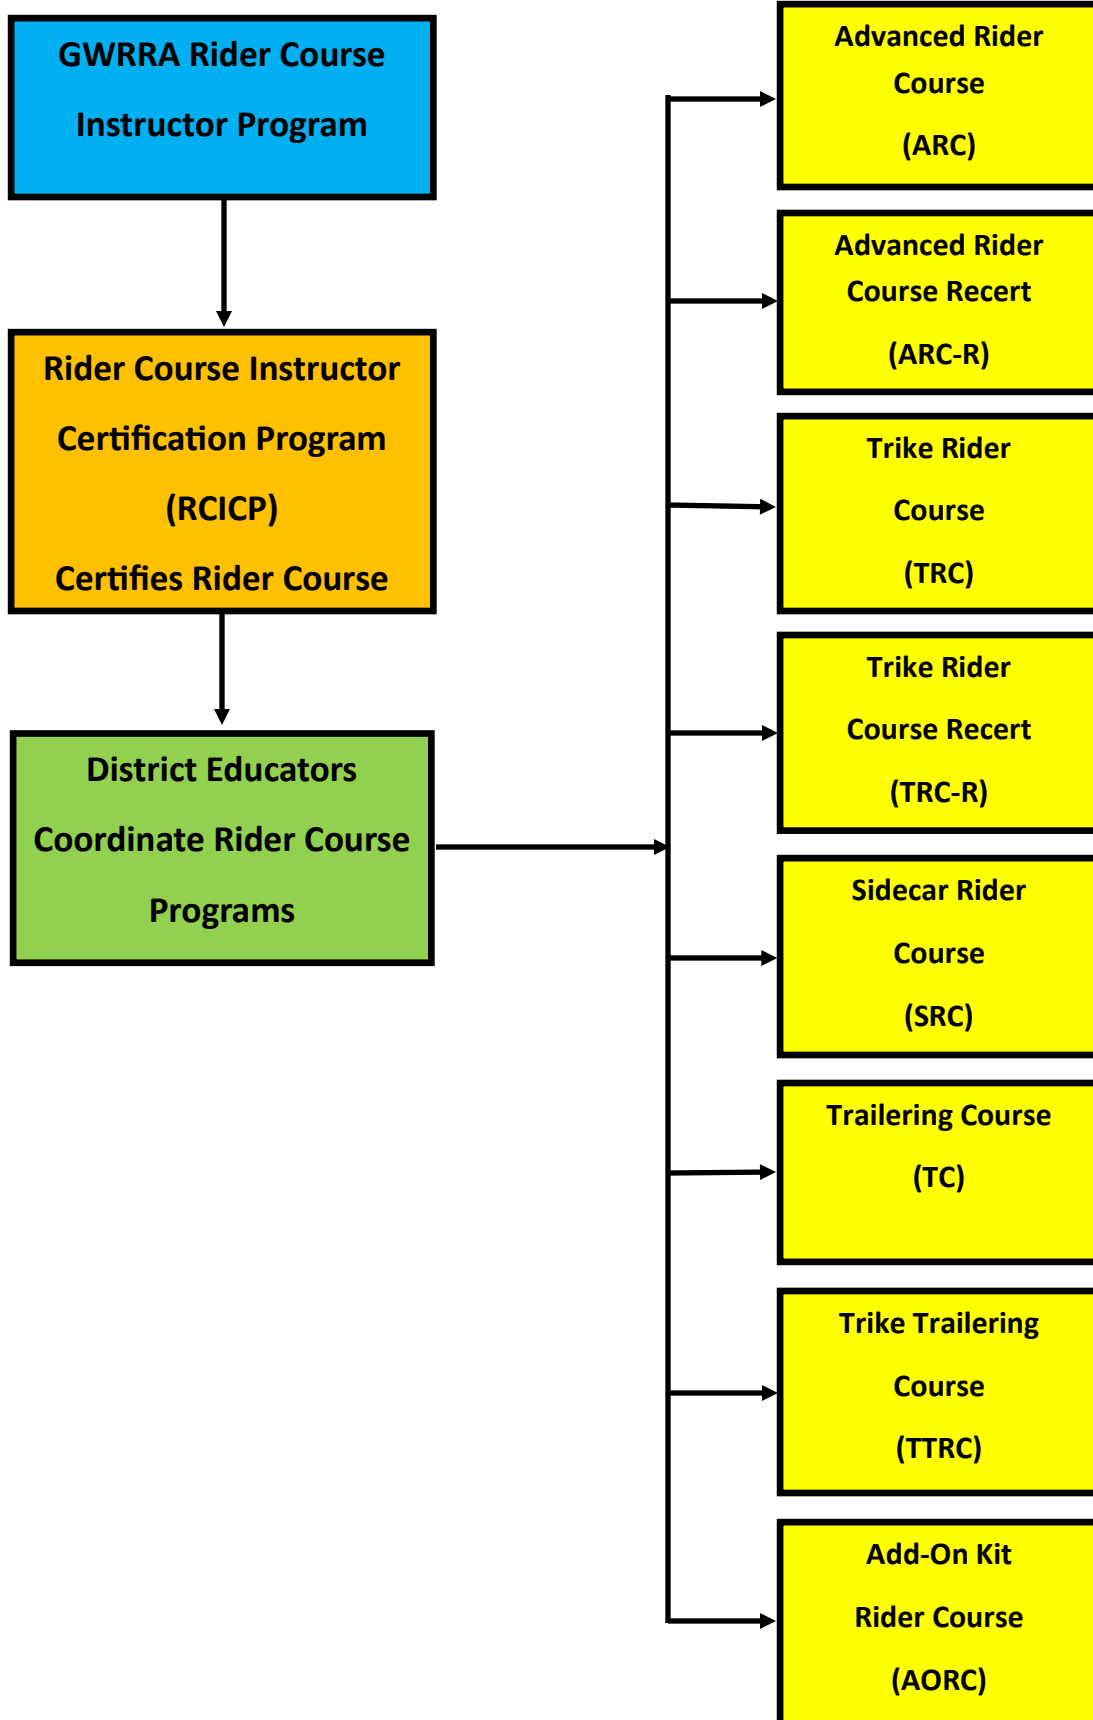 GWRRA Rider Course
Instructor Program
Rider Course Instructor
Certification Program
(RCICP)
Certifies Rider Course
District Educators
Coordinate Rider Course
Programs
Advanced Rider
Course
(ARC)
Advanced Rider
Course Recert
(ARC-R)
Trike Rider
Course
(TRC)
Trike Rider
Course Recert
(TRC-R)
Sidecar Rider
Course
(SRC)
Trailering Course
(TC)
Trike Trailering
Course
(TTRC)
Add-On Kit
Rider Course
(AORC)